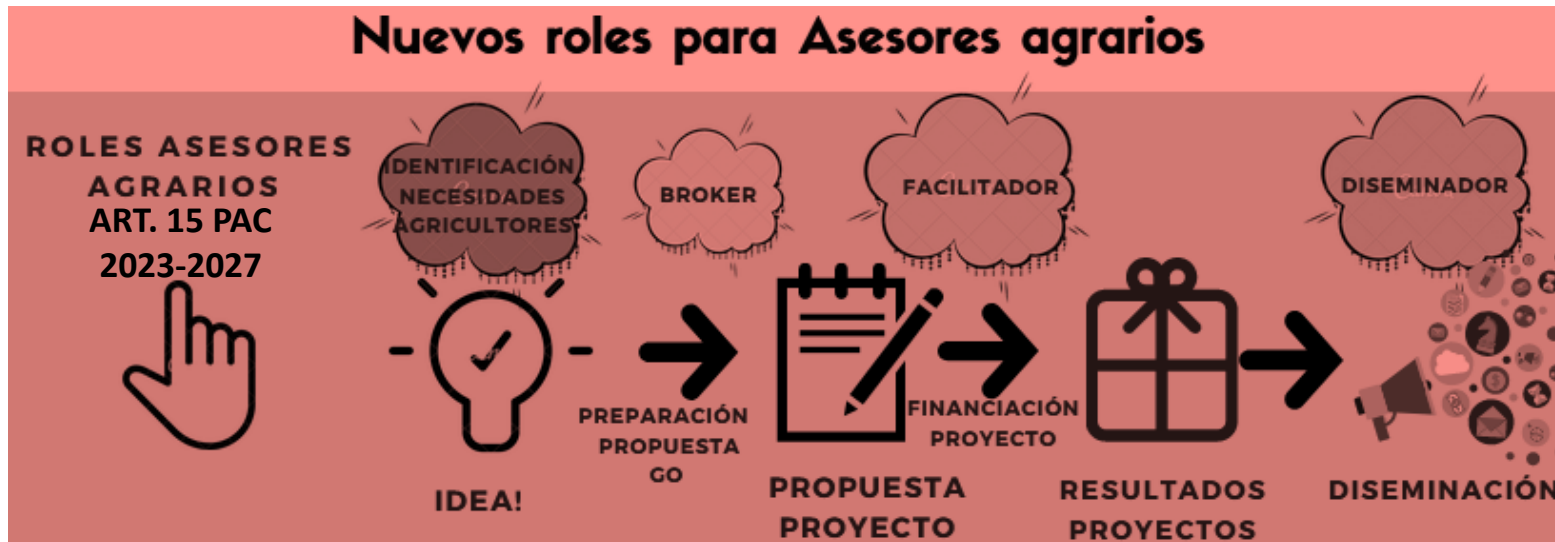 Nuevos roles para Asesores agrarios
ROLES ASESORES
AGRARIOS
ART. 15 PAC
2023-2027
IDENTIFICACIÓN
NECESIDADES
AGRICULTORES
BROKER
FACILITADOR
DISEMINADOR
PREPARACIÓN
PROPUESTA
GO
FINANCIACIÓN
PROYECTO
IDEA!
PROPUESTA
PROYECTO
RESULTADOS
PROYECTOS
DISEMINACIÓN